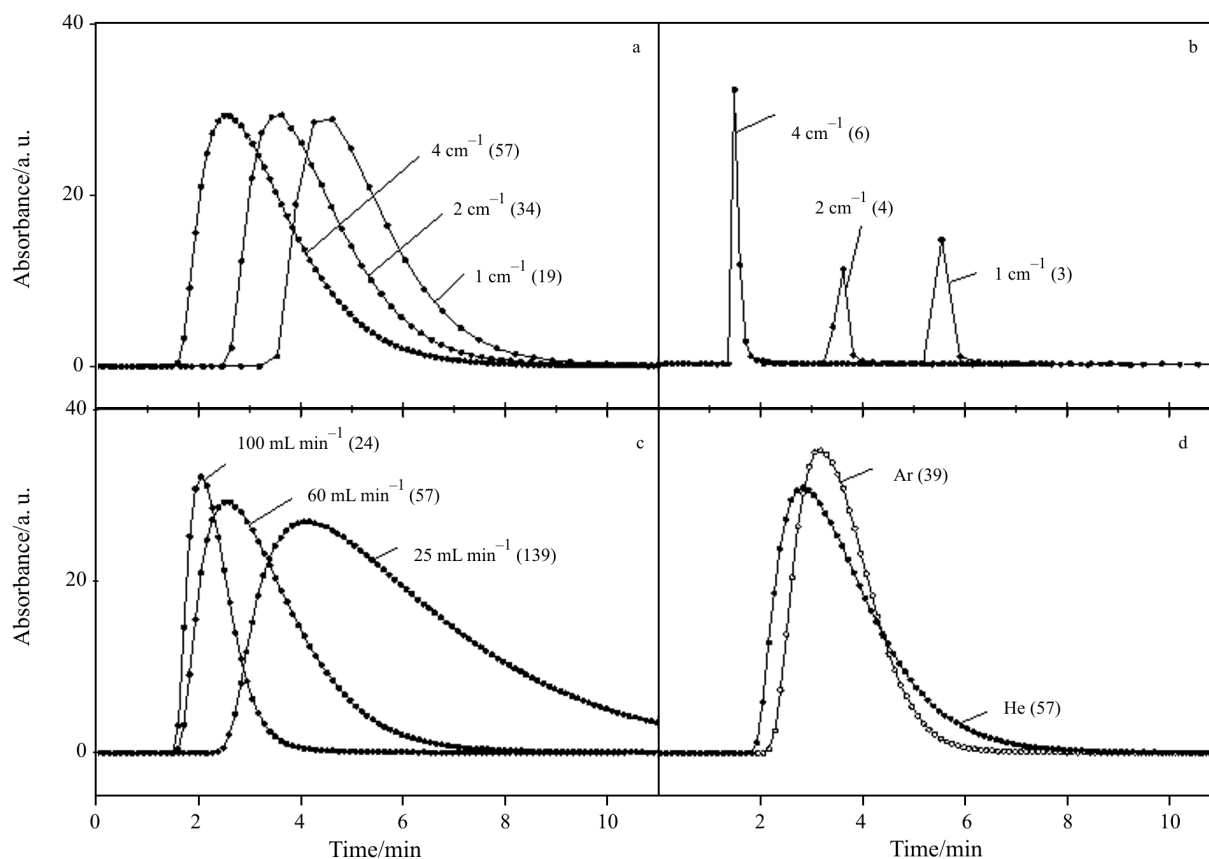 40
a
b
4 cm⁻¹ (57)
4 cm⁻¹ (6)
20
2 cm⁻¹ (34)
2 cm⁻¹ (4)
1 cm⁻¹ (19)
1 cm⁻¹ (3)
Absorbance/a. u.
0
40
c
d
100 mL min⁻¹ (24)
60 mL min⁻¹ (57)
25 mL min⁻¹ (139)
Ar (39)
20
He (57)
Absorbance/a. u.
0
0 2 4 6 8 10
2 4 6 8 10
Time/min
Time/min